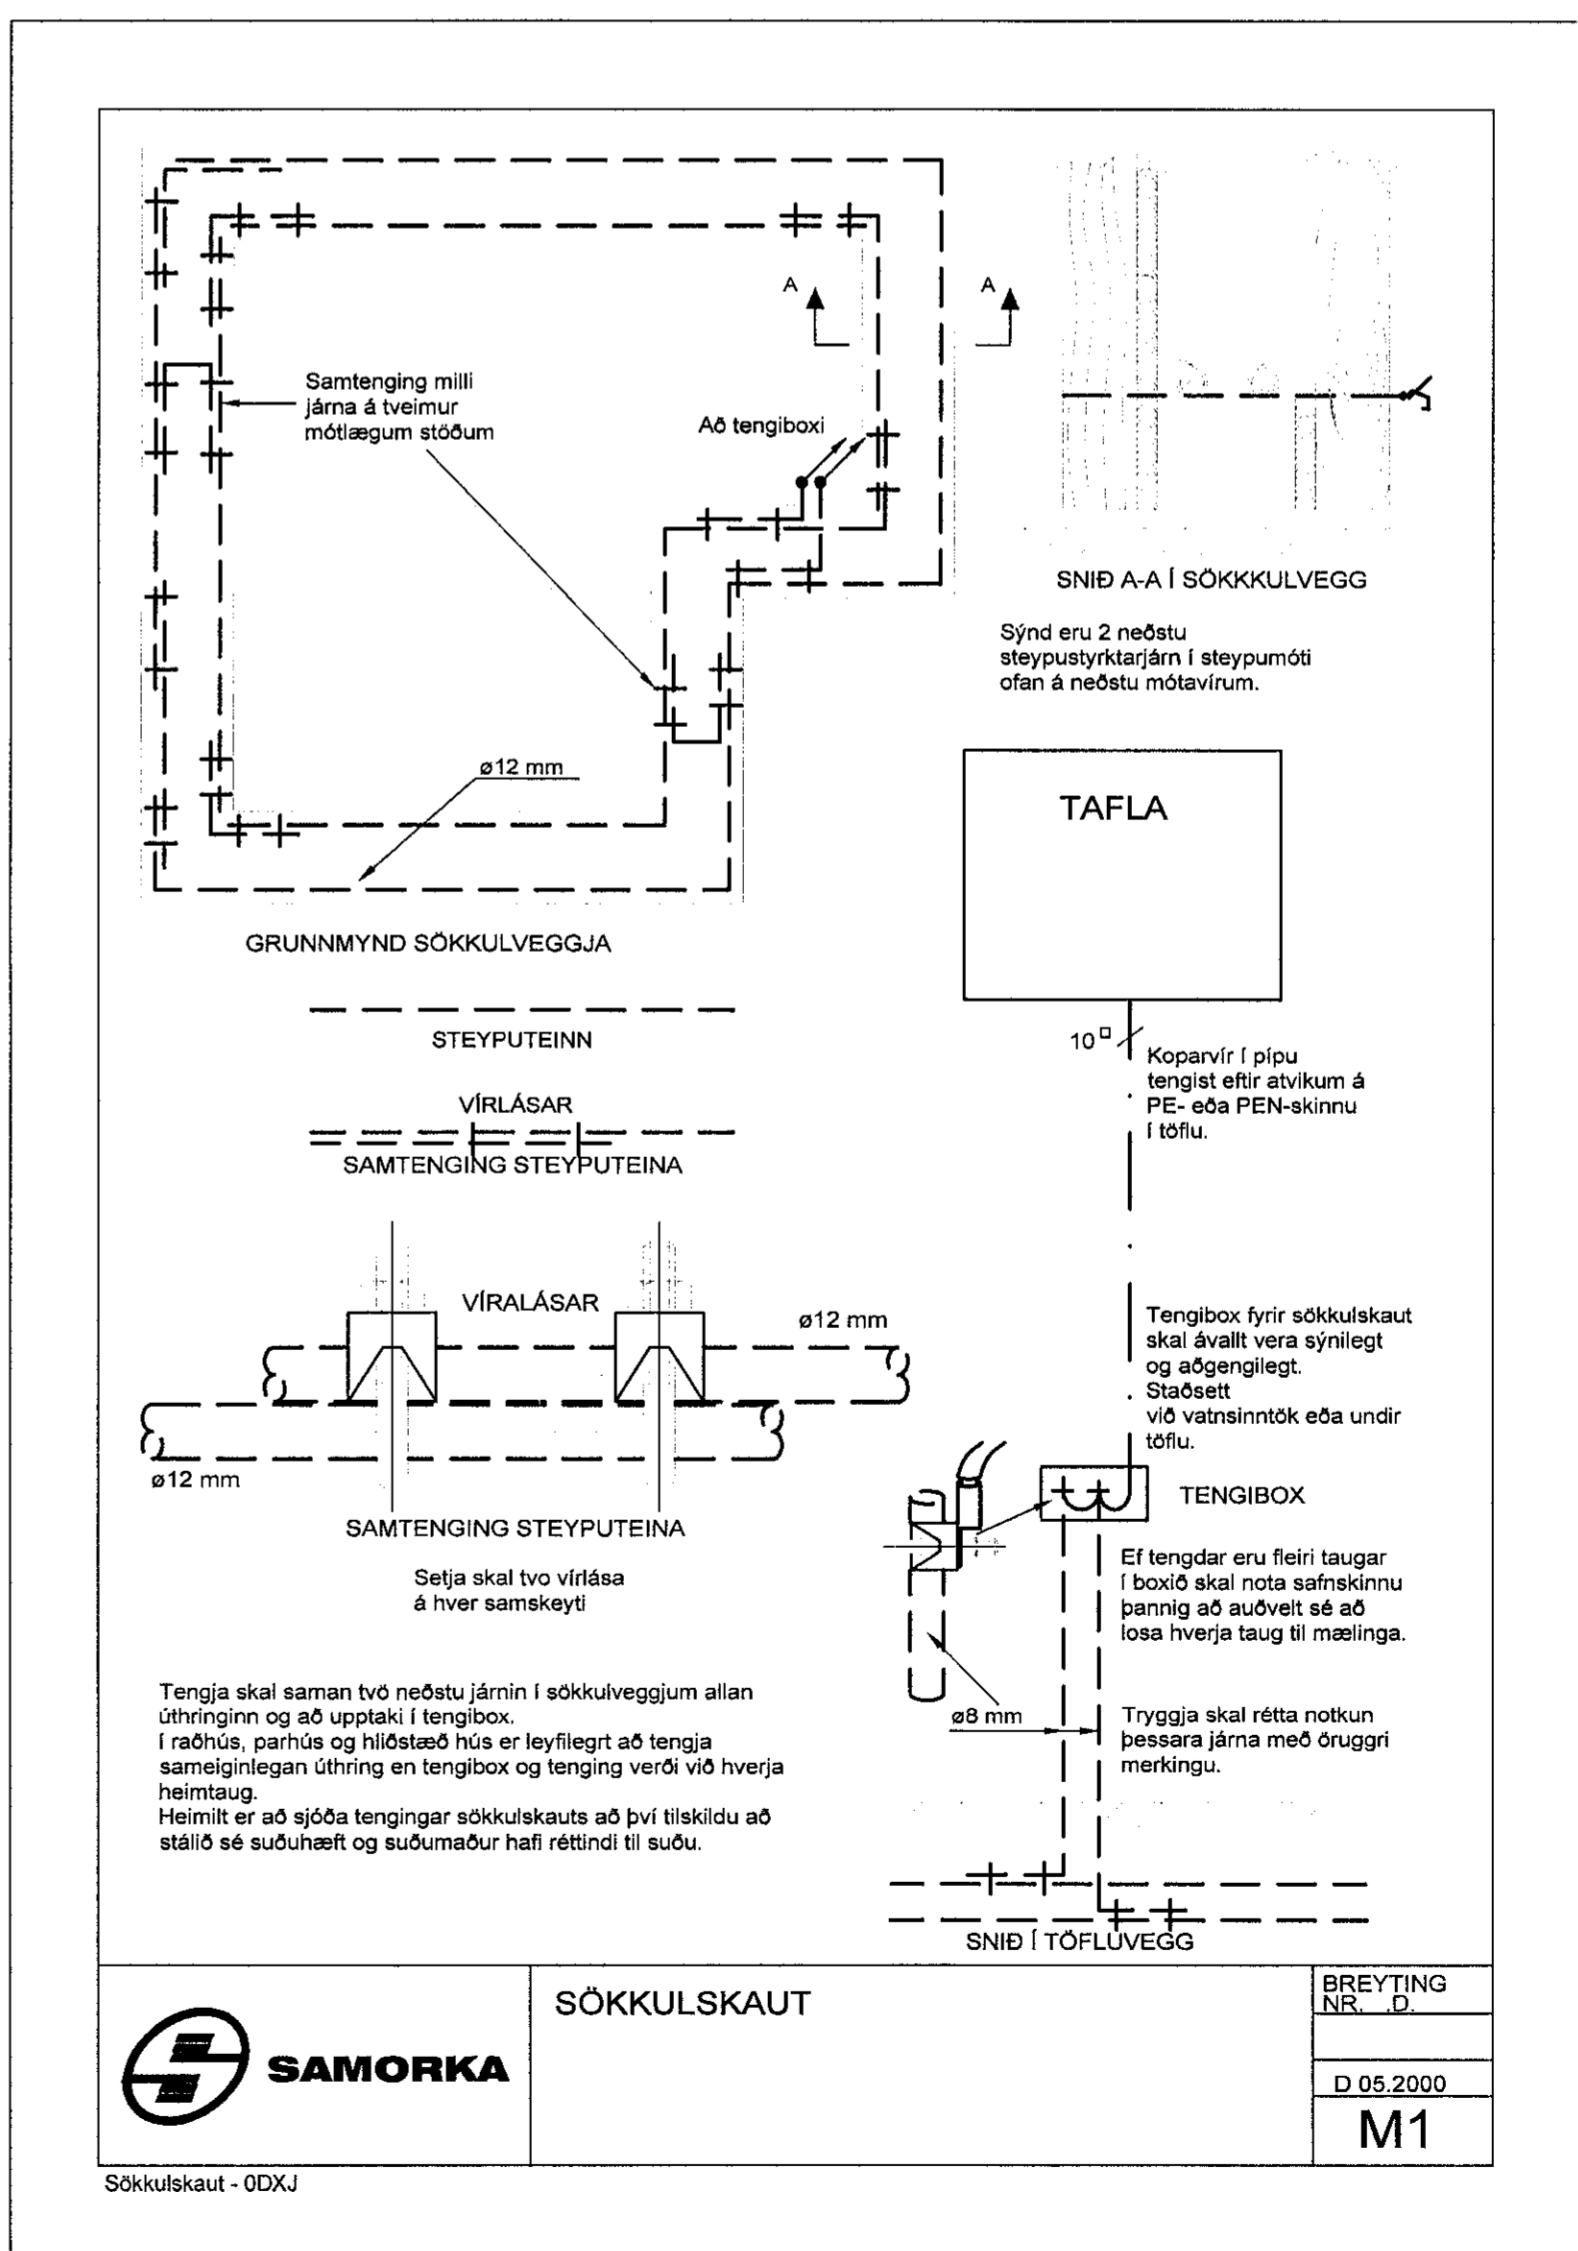 A
A
Samtenging milli
járna á tveimur
mótlægum stöðum
Að tengiboxi
ø12 mm
GRUNNMYND SÖKKULVEGGJA
SNIÐ A-A Í SÖKKKULVEGG
Sýnd eru 2 neðstu
steypustyrktarjárn í steypumóti
ofan á neðstu mótavírum.
STEYPUTEINN
VÍRLÁSAR
SAMTENGING STEYPUTEINA
VÍRALÁSAR
ø12 mm
ø12 mm
SAMTENGING STEYPUTEINA
Setja skal tvo vírlása
á hver samskeyti
Tengja skal saman tvö neðstu járnin í sökkulveggjum allan
úthringinn og að upptaki í tengibox.
Í raðhús, parhús og hliðstæð hús er leyfilegrt að tengja
sameiginlegan úthring en tengibox og tenging verði við hverja
heimtaug.
Heimilt er að sjóða tengingar sökkulskauts að því tilskildu að
stálið sé suðuhæft og suðumaður hafi réttindi til suðu.
TAFLA
10 □
Koparvír í pípu
tengist eftir atvikum á
PE- eða PEN-skinnu
í töflu.
Tengibox fyrir sökkulskaut
skal ávallt vera sýnilegt
og aðgengilegt.
Staðsett
við vatnsinntök eða undir
töflu.
TENGIBOX
Ef tengdar eru fleiri taugar
í boxið skal nota safnskinnu
þannig að auðvelt sé að
losa hverja taug til mælinga.
ø8 mm
Tryggja skal rétta notkun
þessara járna með öruggri
merkingu.
SNIÐ Í TÖFLUVEGG
SAMORKA
SÖKKULSKAUT
BREYTING
NR. .D.
D 05.2000
M1
Sökkulskaut - 0DXJ